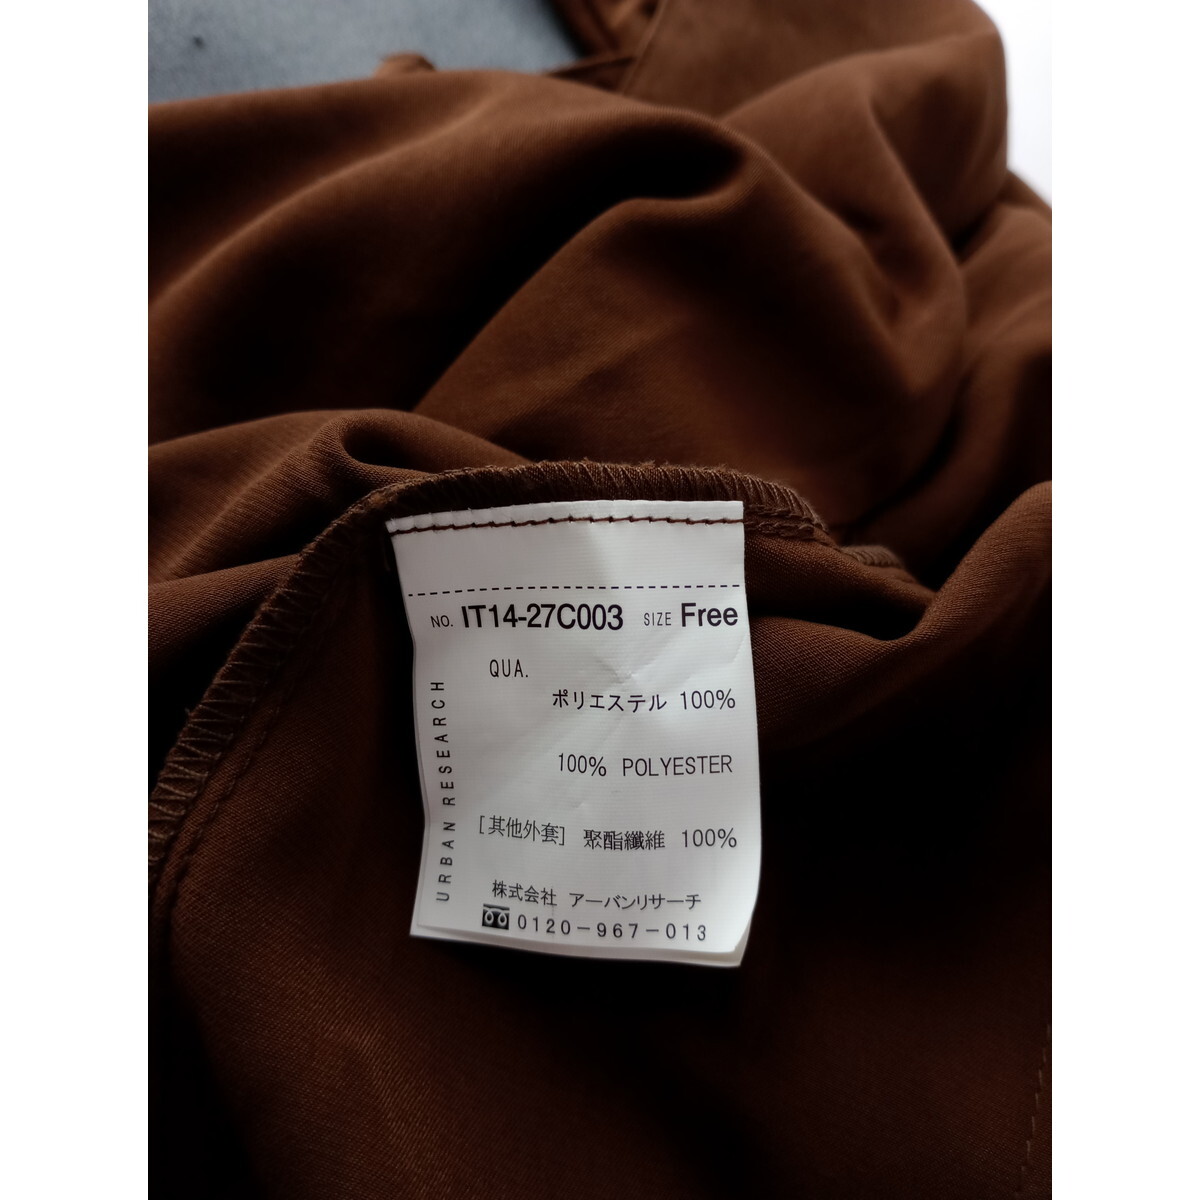 NO. IT14-27C003 SIZE Free
QUA.
ポリエステル 100%
100% POLYESTER
[其他外套] 聚酯纖維 100%
株式会社 アーバンリサーチ
0120-967-013
URBAN RESEARCH